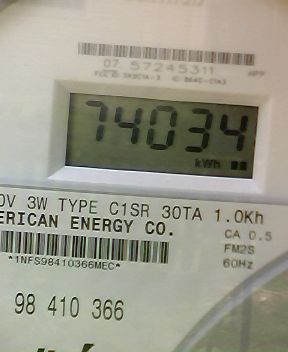 07 57245311
HPP
74034
kWh
0V 3W TYPE C1SR 30TA 1.0Kh
ERICAN ENERGY CO.
CA 0.5
FM2S
60Hz
*1NFS98410366MEC*
98 410 366